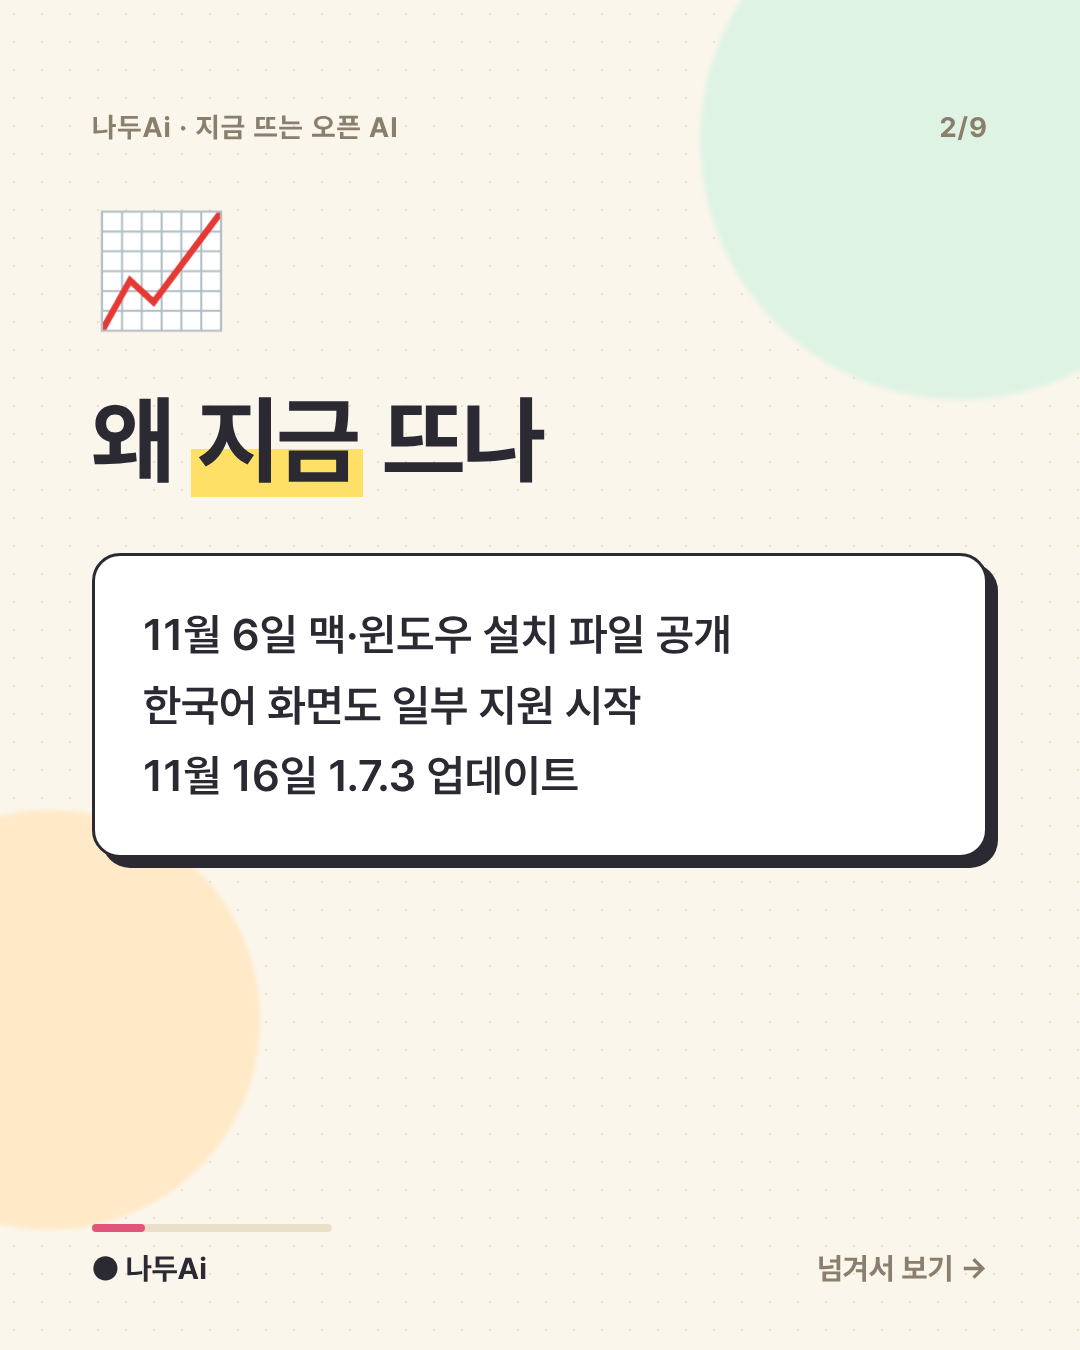 나두Ai · 지금 뜨는 오픈 AI
2/9
왜 지금 뜨나
11월 6일 맥·윈도우 설치 파일 공개
한국어 화면도 일부 지원 시작
11월 16일 1.7.3 업데이트
나두Ai
넘겨서 보기 →